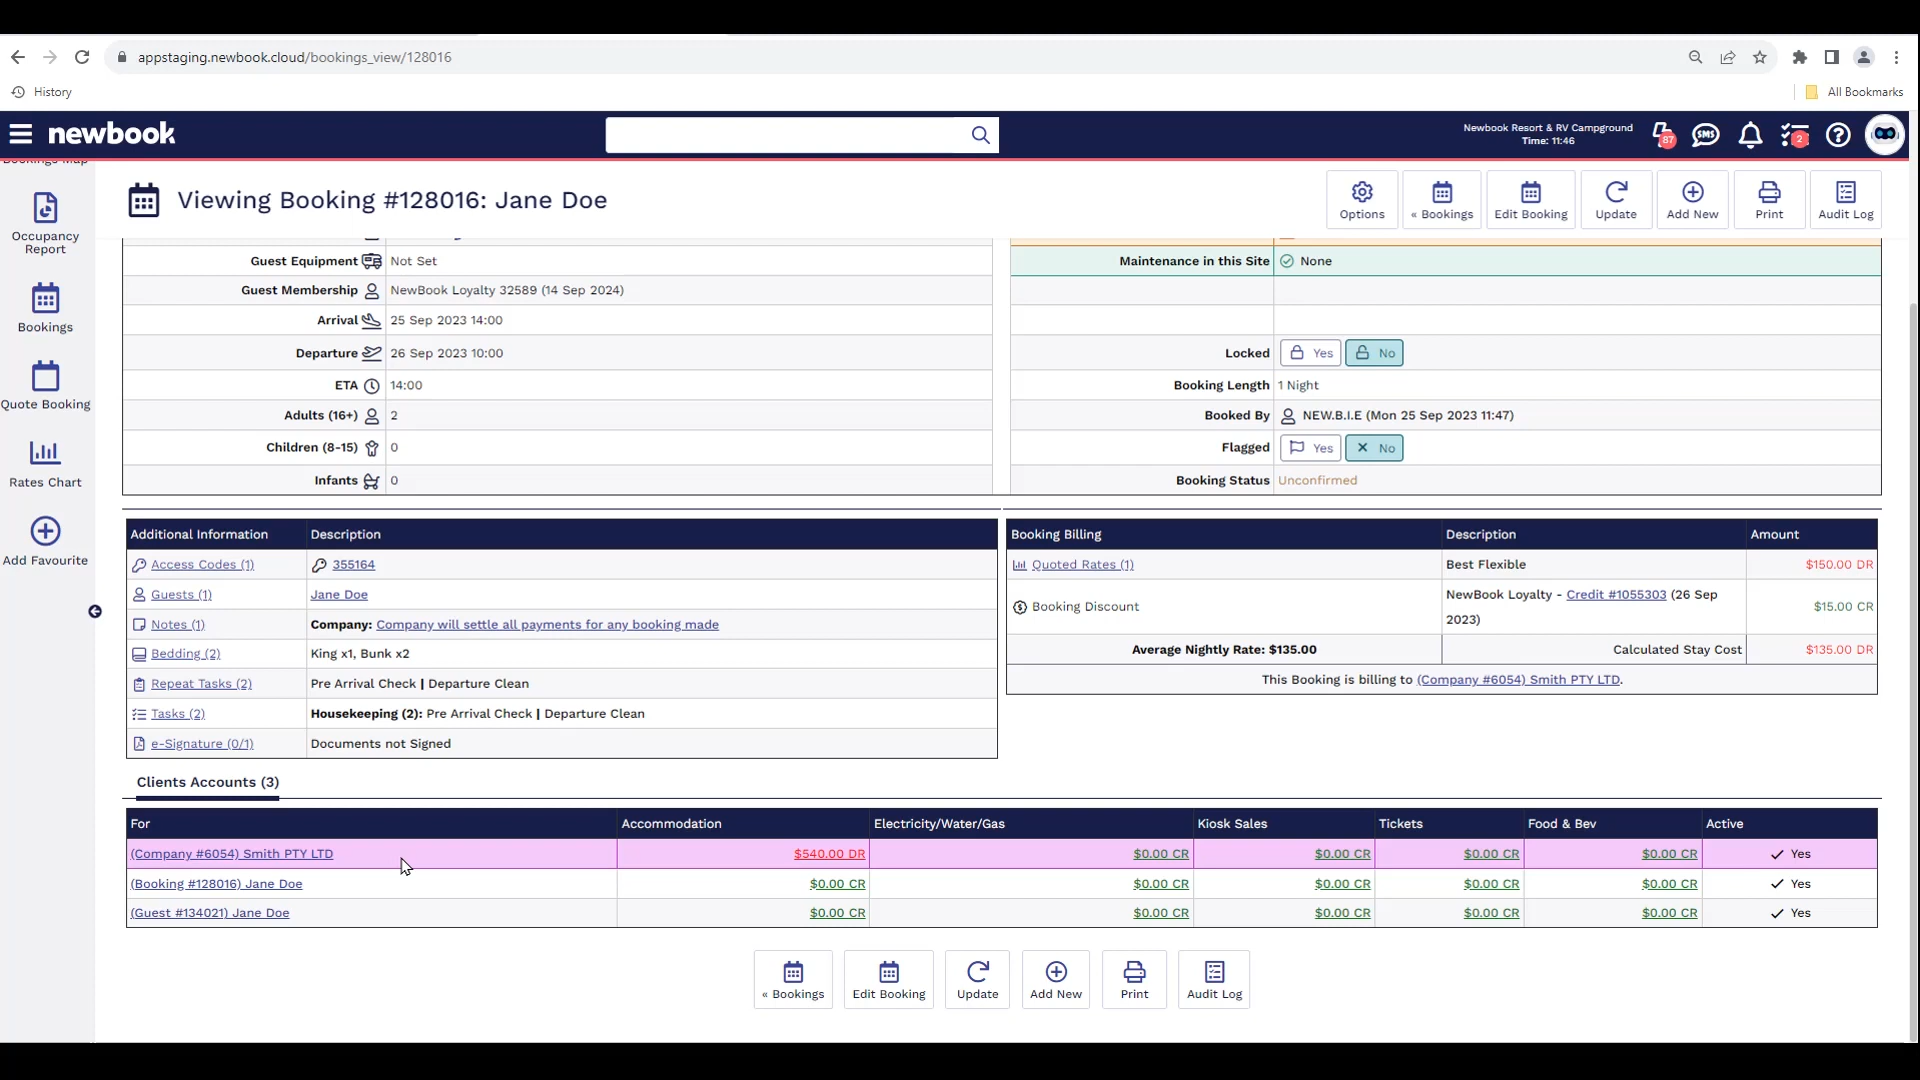 appstaging.newbook.cloud/bookings_view/128016
History
All Bookmarks
newbook
Newbook Resort & RV Campground
Time: 11:46
87
SMS
2
Bookings Map
Occupancy
Report
Bookings
Quote Booking
Rates Chart
Add Favourite
Viewing Booking #128016: Jane Doe
Options
« Bookings
Edit Booking
Update
Add New
Print
Audit Log
Guest Equipment Not Set
Maintenance in this Site None
Guest Membership NewBook Loyalty 32589 (14 Sep 2024)
Arrival 25 Sep 2023 14:00
Departure 26 Sep 2023 10:00
Locked Yes No
ETA 14:00
Booking Length 1 Night
Adults (16+) 2
Booked By NEW.B.I.E (Mon 25 Sep 2023 11:47)
Children (8-15) 0
Flagged Yes No
Infants 0
Booking Status Unconfirmed
Additional Information Description
Access Codes (1) 355164
Guests (1) Jane Doe
Notes (1) Company: Company will settle all payments for any booking made
Bedding (2) King x1, Bunk x2
Repeat Tasks (2) Pre Arrival Check | Departure Clean
Tasks (2) Housekeeping (2): Pre Arrival Check | Departure Clean
e-Signature (0/1) Documents not Signed
Booking Billing Description Amount
Quoted Rates (1) Best Flexible $150.00 DR
Booking Discount NewBook Loyalty - Credit #1055303 (26 Sep
2023) $15.00 CR
Average Nightly Rate: $135.00 Calculated Stay Cost $135.00 DR
This Booking is billing to (Company #6054) Smith PTY LTD.
Clients Accounts (3)
For Accommodation Electricity/Water/Gas Kiosk Sales Tickets Food & Bev Active
(Company #6054) Smith PTY LTD $540.00 DR $0.00 CR $0.00 CR $0.00 CR $0.00 CR Yes
(Booking #128016) Jane Doe $0.00 CR $0.00 CR $0.00 CR $0.00 CR $0.00 CR Yes
(Guest #134021) Jane Doe $0.00 CR $0.00 CR $0.00 CR $0.00 CR $0.00 CR Yes
« Bookings
Edit Booking
Update
Add New
Print
Audit Log